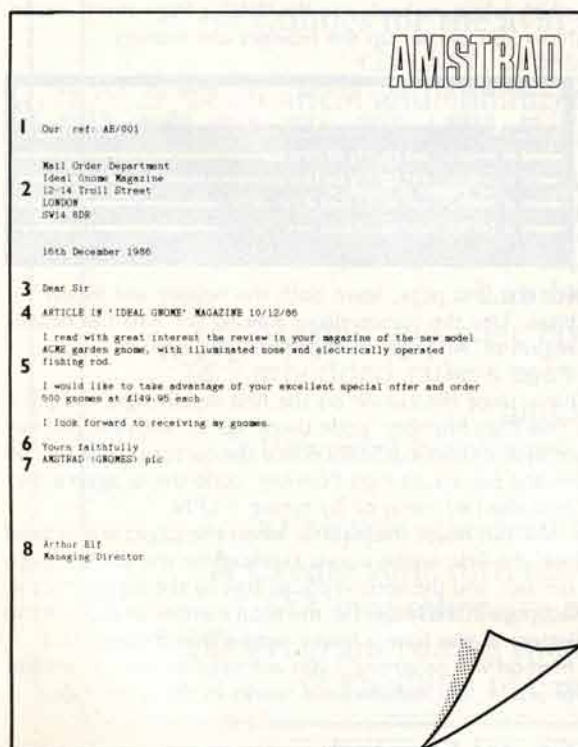 AMSTRAD
1 Our ref: AE/001
Mail Order Department
Ideal Gnome Magazine
2 12-14 Troll Street
LONDON
SW14 8DR
16th December 1986
3 Dear Sir
4 ARTICLE IN 'IDEAL GNOME' MAGAZINE 10/12/86
I read with great interest the review in your magazine of the new model
ACME garden gnome, with illuminated nose and electrically operated
5 fishing rod.
I would like to take advantage of your excellent special offer and order
500 gnomes at £149.95 each.
I look forward to receiving my gnomes.
6 Yours faithfully
7 AMSTRAD (GNOMES) plc
8 Arthur Elf
Managing Director